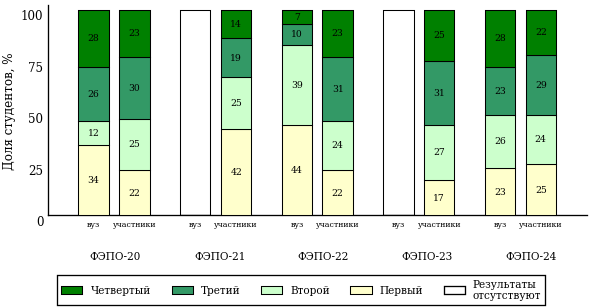 100
75
50
25
0
Доля студентов, %
28 23 14 7 23 25 28 22
26 30 19 10 31 31 23 29
12 25 25 39 24 27 26 24
34 22 42 44 22 17 23 25
вуз участники вуз участники вуз участники вуз участники вуз участники
ФЭПО-20 ФЭПО-21 ФЭПО-22 ФЭПО-23 ФЭПО-24
Четвертый Третий Второй Первый Результаты
отсутствуют